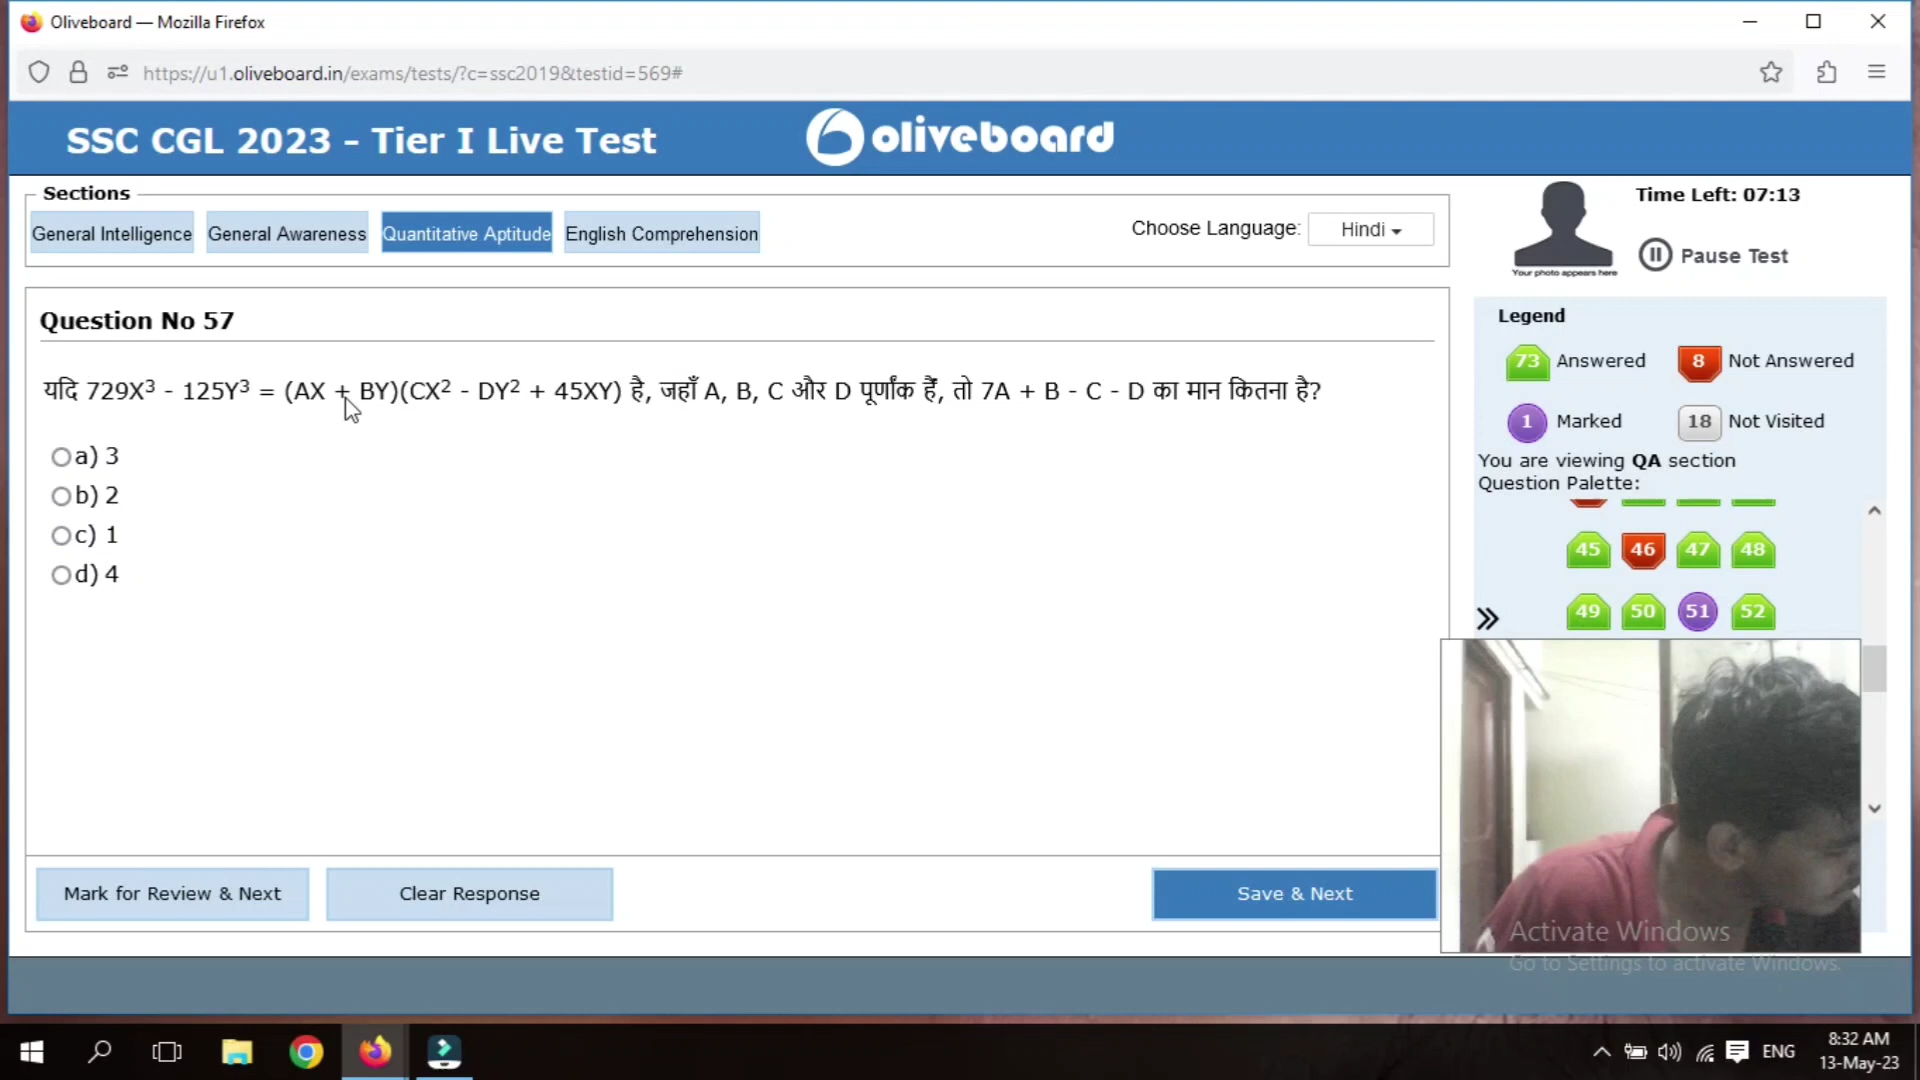 Oliveboard — Mozilla Firefox
https://u1.oliveboard.in/exams/tests/?c=ssc2019&testid=569#
SSC CGL 2023 - Tier I Live Test
oliveboard
Sections
General Intelligence
General Awareness
Quantitative Aptitude
English Comprehension
Choose Language:
Hindi
Your photo appears here
Time Left: 07:13
Pause Test
Question No 57
यदि 729X³ - 125Y³ = (AX + BY)(CX² - DY² + 45XY) है, जहाँ A, B, C और D पूर्णांक हैं, तो 7A + B - C - D का मान कितना है?
a) 3
b) 2
c) 1
d) 4
Legend
73 Answered
8 Not Answered
1 Marked
18 Not Visited
You are viewing QA section
Question Palette:
45 46 47 48
49 50 51 52
Mark for Review & Next
Clear Response
Save & Next
Activate Windows
Go to Settings to activate Windows.
ENG
8:32 AM
13-May-23